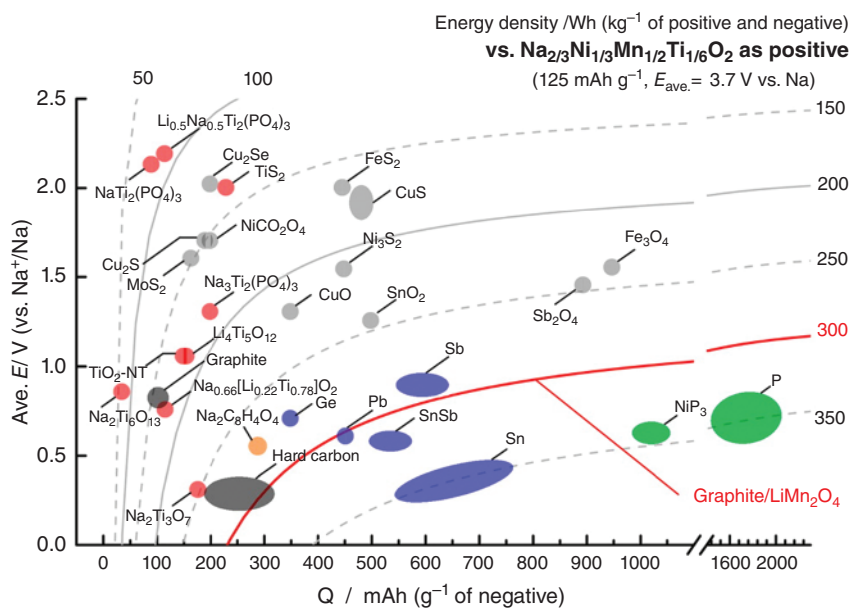 Energy density /Wh (kg⁻¹ of positive and negative)
vs. Na₂/₃Ni₁/₃Mn₁/₂Ti₁/₆O₂ as positive
(125 mAh g⁻¹, E_ave.= 3.7 V vs. Na)
50
100
2.5
150
Li₀.₅Na₀.₅Ti₂(PO₄)₃
Cu₂Se
TiS₂
FeS₂
CuS
NaTi₂(PO₄)₃
2.0
200
NiCO₂O₄
Cu₂S
MoS₂
Ni₃S₂
Fe₃O₄
1.5
250
Na₃Ti₂(PO₄)₃
CuO
SnO₂
Sb₂O₄
Li₄Ti₅O₁₂
300
TiO₂-NT
Graphite
1.0
Sb
Na₂Ti₆O₁₃
Na₀.₆₆[Li₀.₂₂Ti₀.₇₈]O₂
Ge
Pb
SnSb
NiP₃
P
Na₂C₈H₄O₄
350
0.5
Hard carbon
Sn
Na₂Ti₃O₇
Graphite/LiMn₂O₄
0.0
0
100
200
300
400
500
600
700
800
900
1000
1600
2000
Ave. E/ V (vs. Na⁺/Na)
Q / mAh (g⁻¹ of negative)